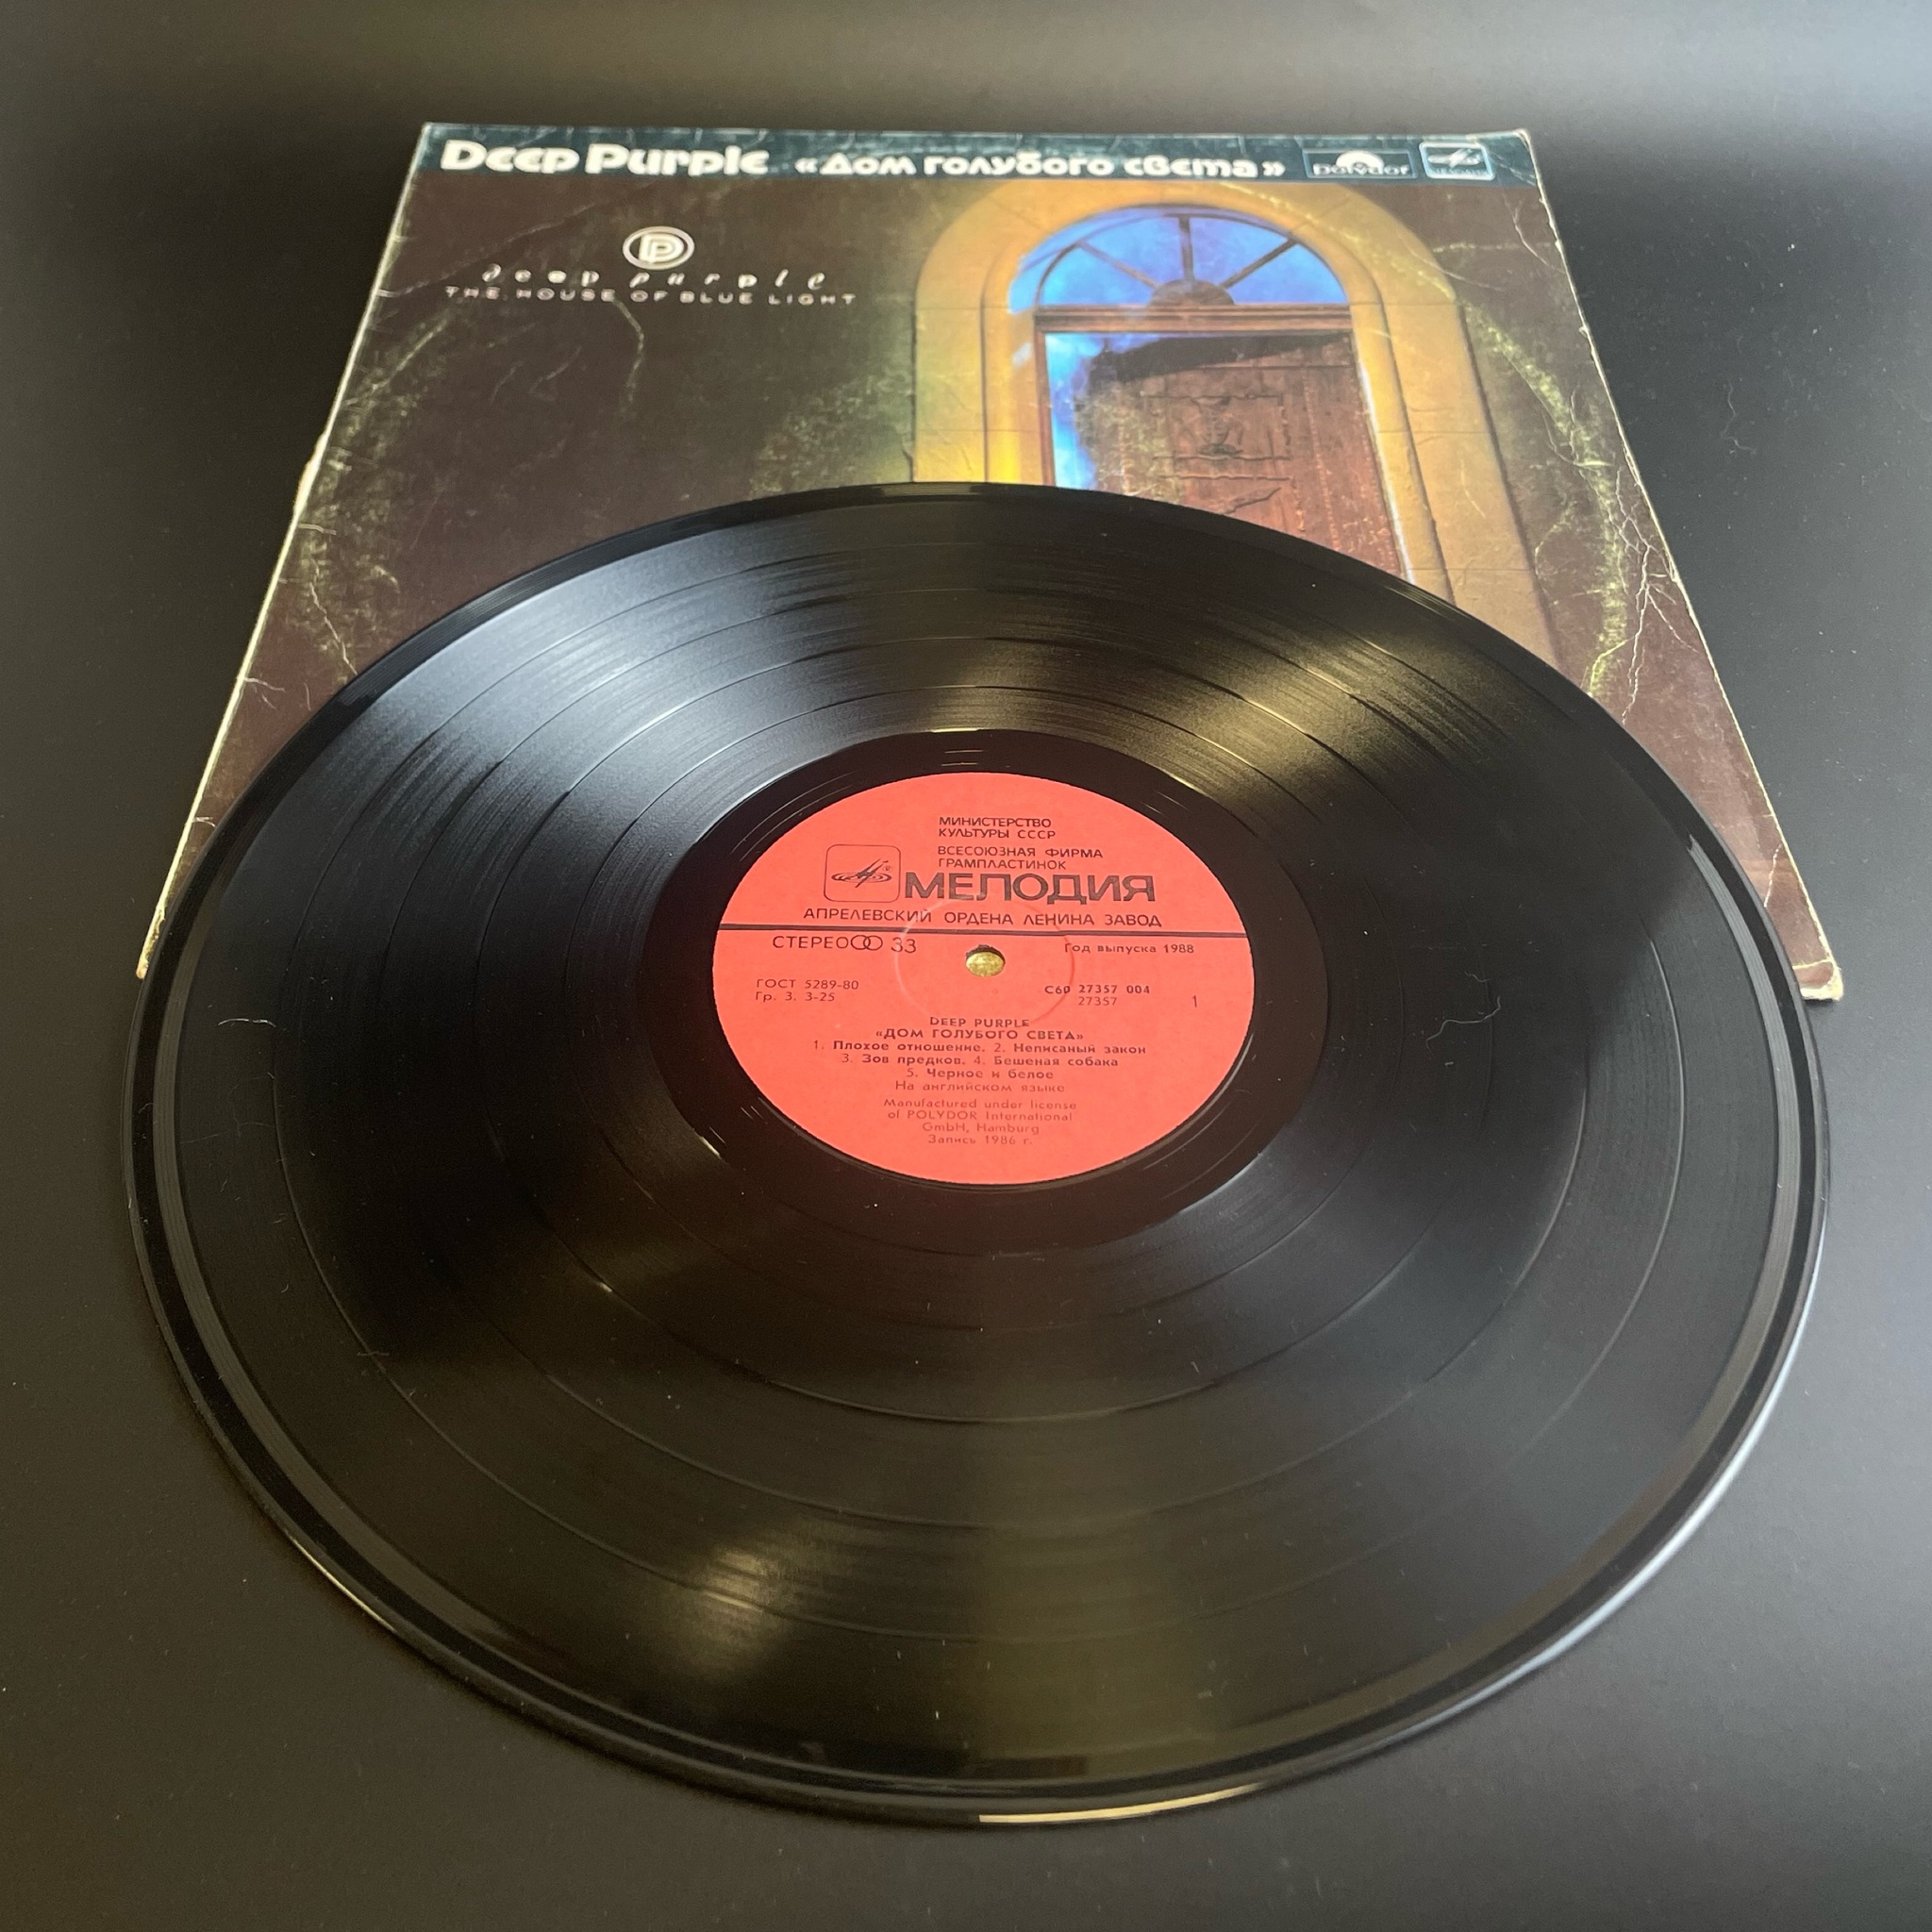 Deep Purple «Дом голубого света» polydor
deep purple
THE HOUSE OF BLUE LIGHT
МИНИСТЕРСТВО
КУЛЬТУРЫ СССР
ВСЕСОЮЗНАЯ ФИРМА
ГРАМПЛАСТИНОК
МЕЛОДИЯ
АПРЕЛЕВСКИЙ ОРДЕНА ЛЕНИНА ЗАВОД
СТЕРЕО 33 Год выпуска 1988
ГОСТ 5289-80 С60 27357 004
Гр. 3. 3-25 27357 1
DEEP PURPLE
«ДОМ ГОЛУБОГО СВЕТА»
1. Плохое отношение. 2. Неписаный закон
3. Зов предков. 4. Бешеная собака
5. Черное и белое
На английском языке
Manufactured under license
of POLYDOR International
GmbH, Hamburg
Запись 1986 г.